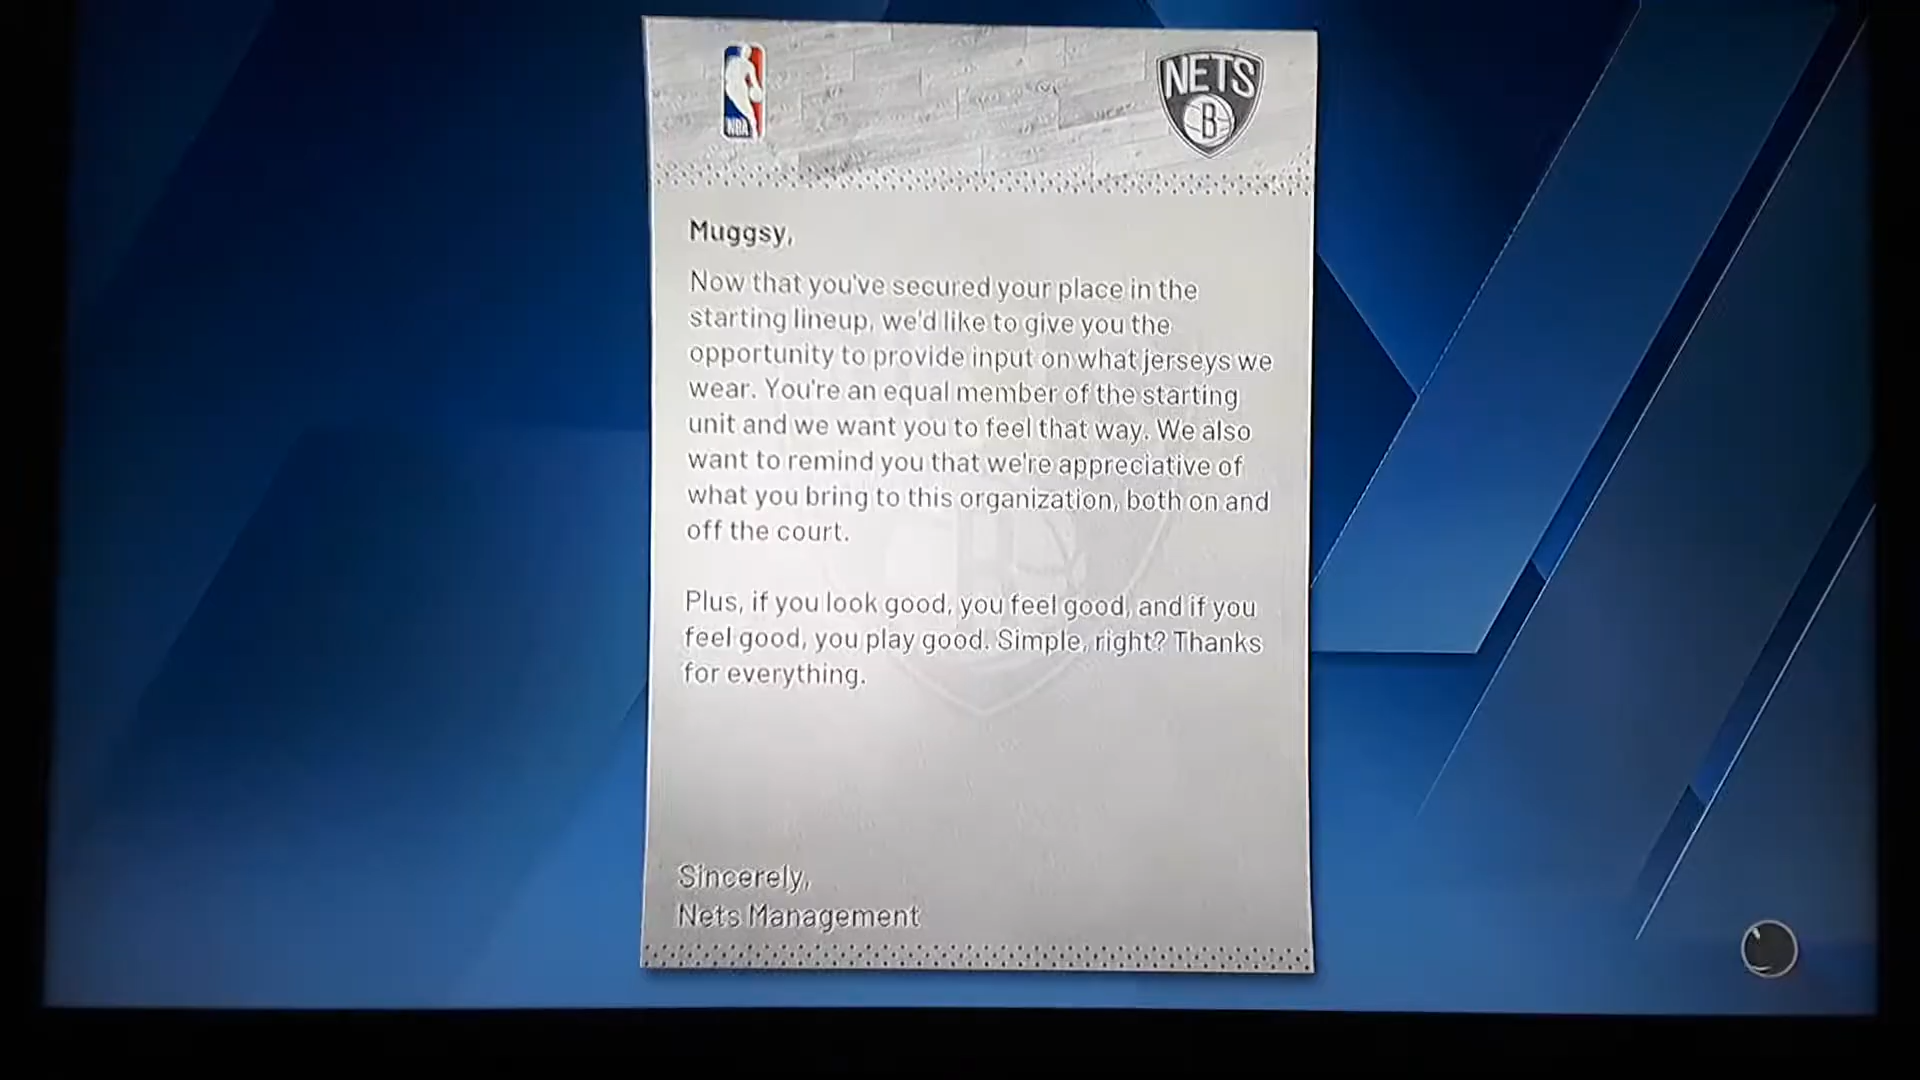 NBA
NETS
B
Muggsy,
Now that you've secured your place in the
starting lineup, we'd like to give you the
opportunity to provide input on what jerseys we
wear. You're an equal member of the starting
unit and we want you to feel that way. We also
want to remind you that we're appreciative of
what you bring to this organization, both on and
off the court.
Plus, if you look good, you feel good, and if you
feel good, you play good. Simple, right? Thanks
for everything.
Sincerely,
Nets Management